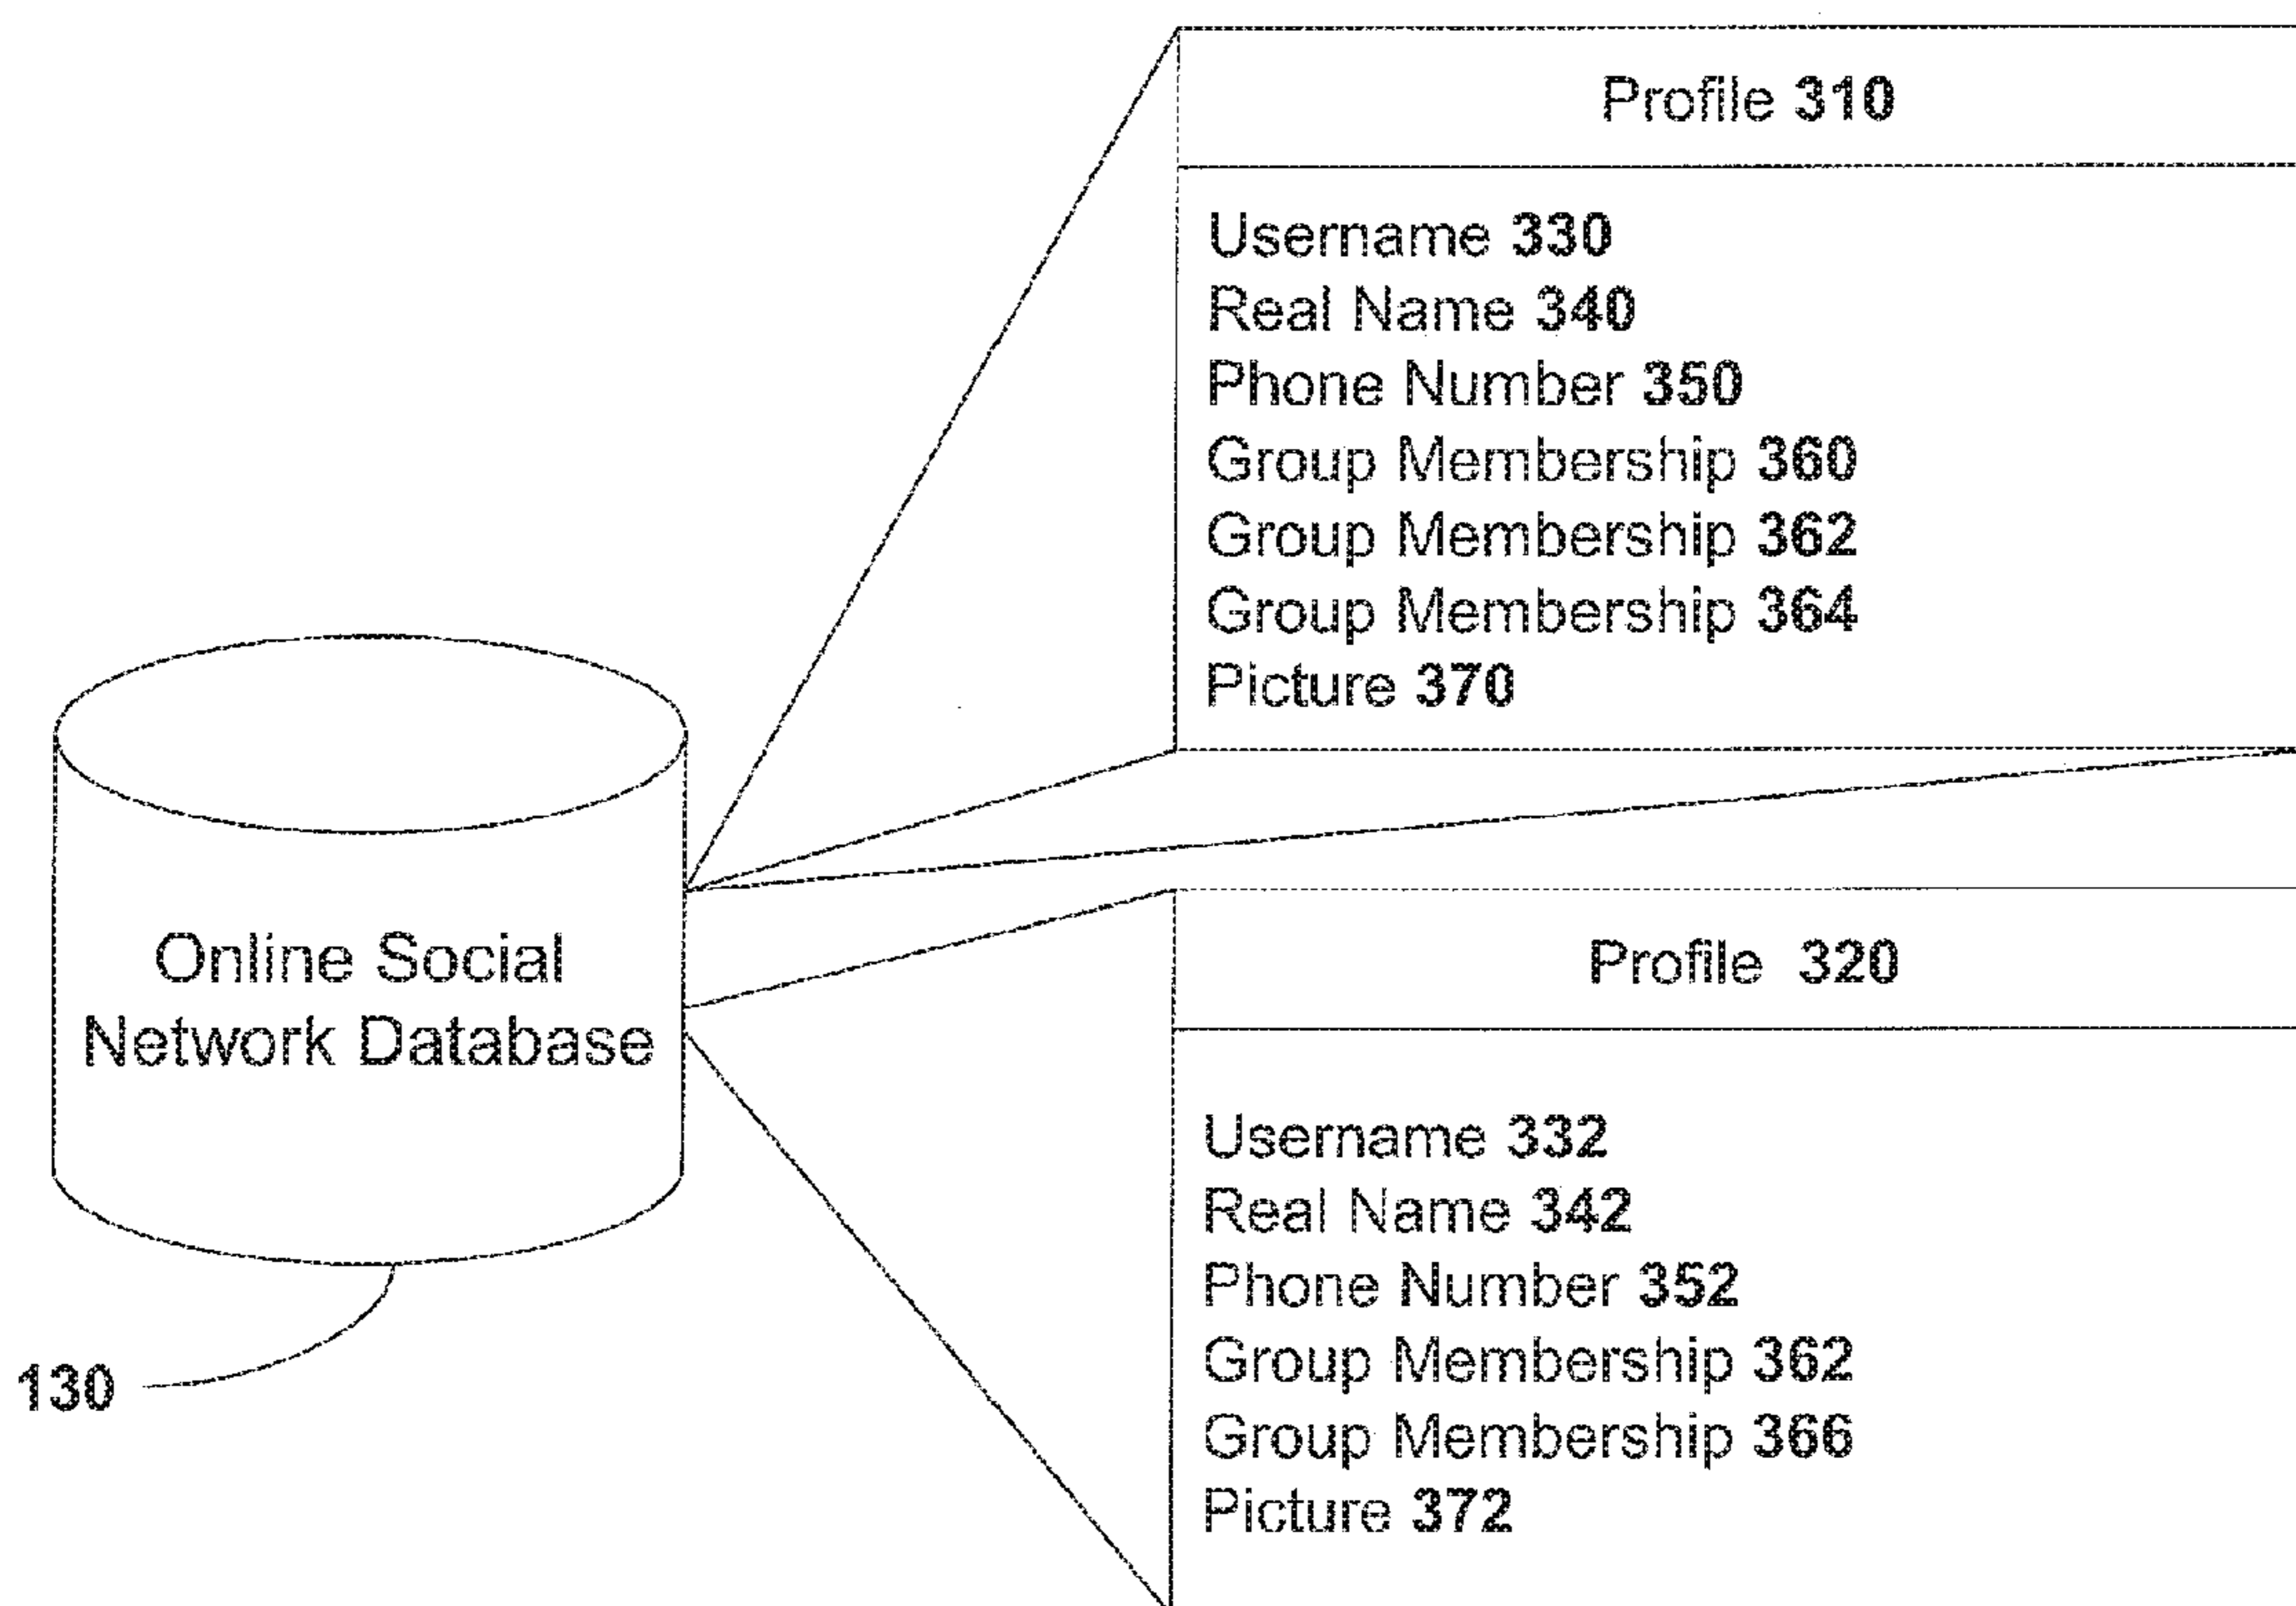 Profile 310
Username 330
Real Name 340
Phone Number 350
Group Membership 360
Group Membership 362
Group Membership 364
Picture 370
Online Social
Network Database
130
Profile 320
Username 332
Real Name 342
Phone Number 352
Group Membership 362
Group Membership 366
Picture 372